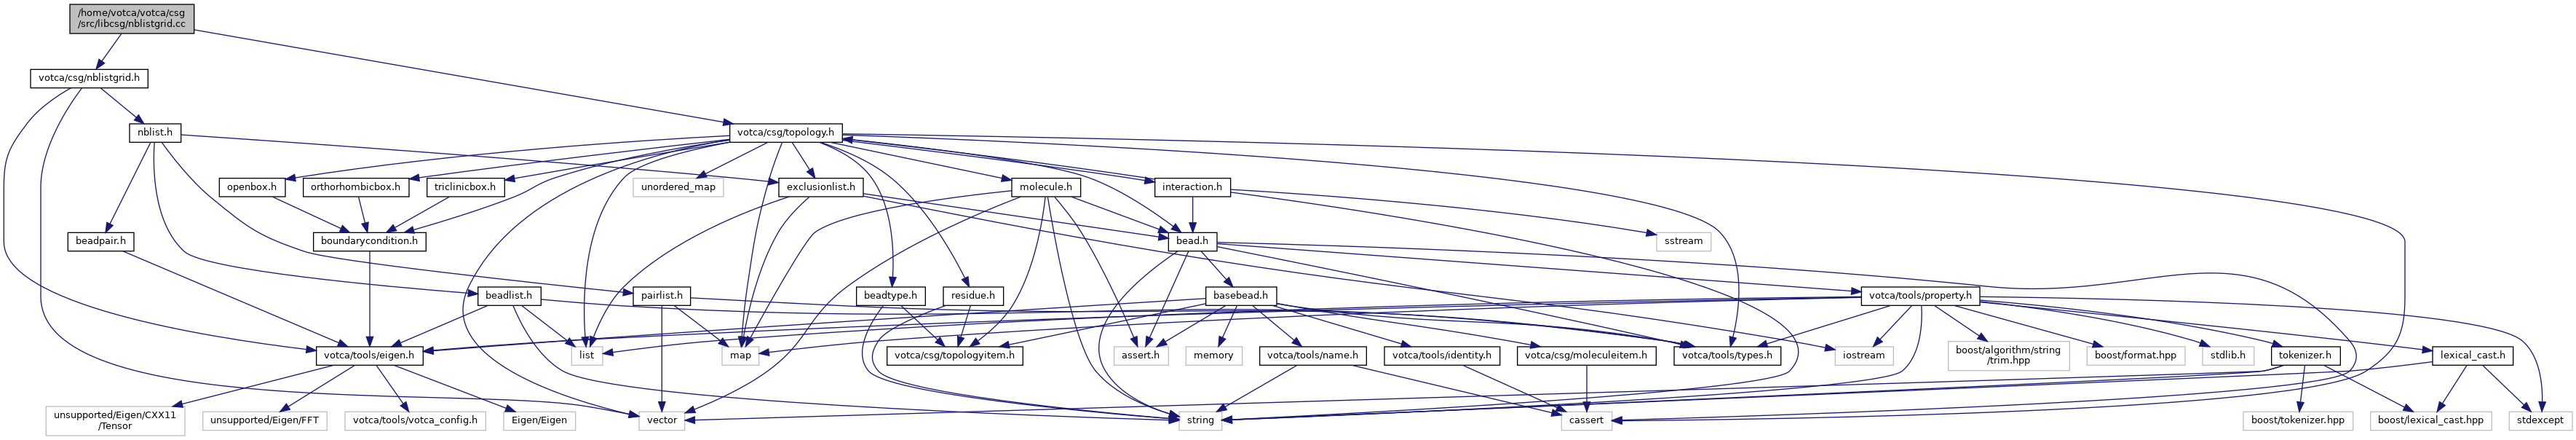 /home/votca/votca/csg
/src/libcsg/nblistgrid.cc
votca/csg/nblistgrid.h
nblist.h
votca/csg/topology.h
openbox.h
orthorhombicbox.h
triclinicbox.h
unordered_map
exclusionlist.h
molecule.h
interaction.h
beadpair.h
boundarycondition.h
bead.h
sstream
beadlist.h
pairlist.h
beadtype.h
residue.h
basebead.h
votca/tools/property.h
votca/tools/eigen.h
list
map
votca/csg/topologyitem.h
assert.h
memory
votca/tools/name.h
votca/tools/identity.h
votca/csg/moleculeitem.h
votca/tools/types.h
iostream
boost/algorithm/string
/trim.hpp
boost/format.hpp
stdlib.h
tokenizer.h
lexical_cast.h
unsupported/Eigen/CXX11
/Tensor
unsupported/Eigen/FFT
votca/tools/votca_config.h
Eigen/Eigen
vector
string
cassert
boost/tokenizer.hpp
boost/lexical_cast.hpp
stdexcept